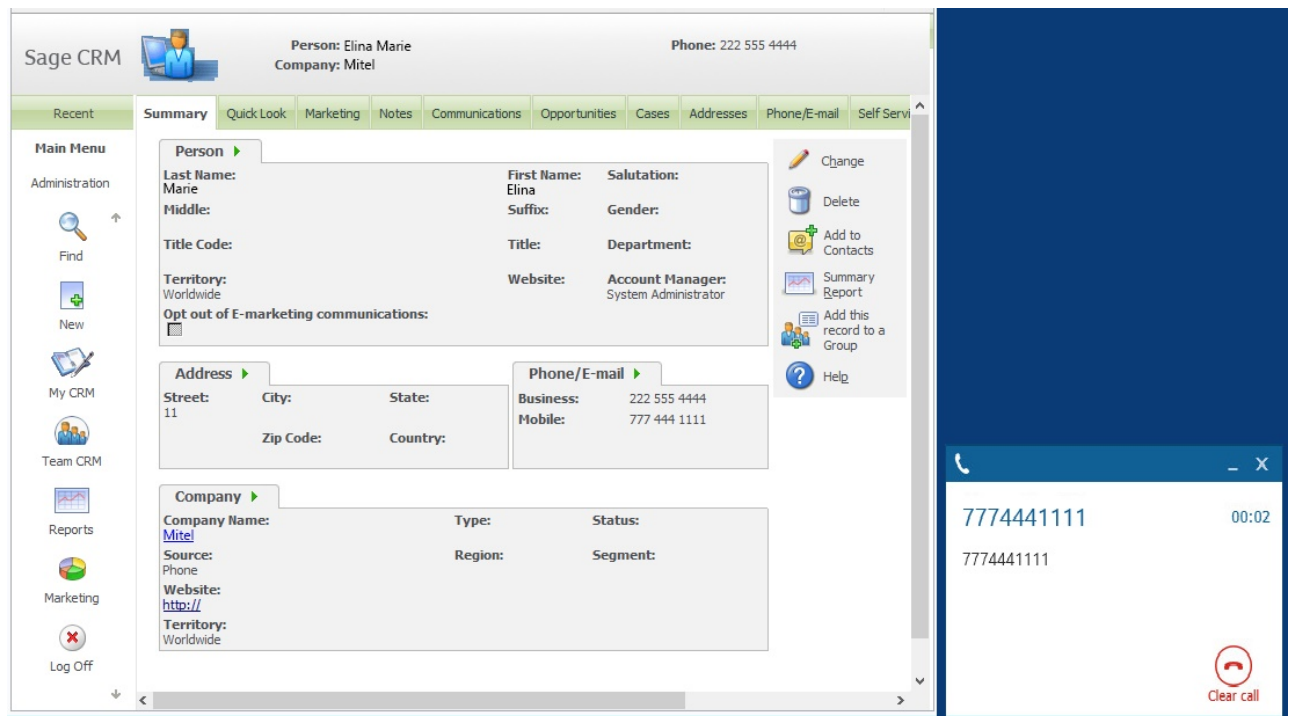 Sage CRM
Person: Elina Marie
Company: Mitel
Phone: 222 555 4444
Recent
Summary Quick Look Marketing Notes Communications Opportunities Cases Addresses Phone/E-mail Self Servi
Main Menu
Administration
Find
New
My CRM
Team CRM
Reports
Marketing
Log Off
Person
Last Name: First Name: Salutation:
Marie Elina
Middle: Suffix: Gender:
Title Code: Title: Department:
Territory: Website: Account Manager:
Worldwide System Administrator
Opt out of E-marketing communications:
Address
Street: City: State:
11
Zip Code: Country:
Phone/E-mail
Business: 222 555 4444
Mobile: 777 444 1111
Company
Company Name: Type: Status:
Mitel
Source: Region: Segment:
Phone
Website:
http://
Territory:
Worldwide
Change
Delete
Add to
Contacts
Summary
Report
Add this
record to a
Group
Help
_ X
7774441111 00:02
7774441111
Clear call